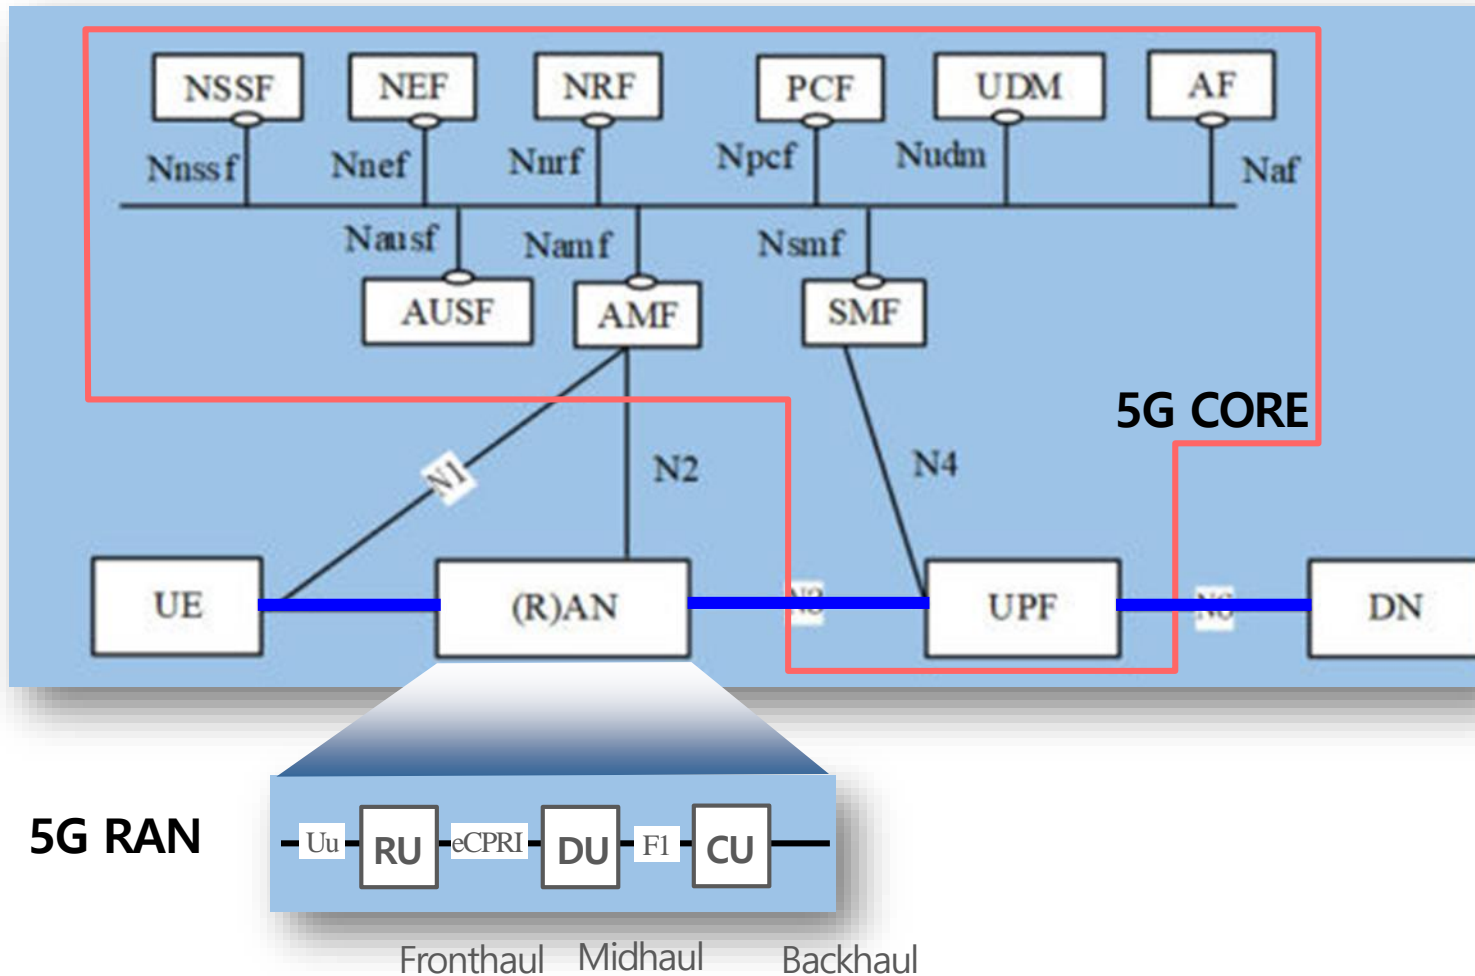 NSSF NEF NRF PCF UDM AF
Nnssf Nnef Nnrf Npcf Nudm Naf
Nausf Namf Nsmf
AUSF AMF SMF
5G CORE
N1 N2 N4
UE (R)AN N3 UPF N6 DN
5G RAN
Uu RU eCPRI DU F1 CU
Fronthaul Midhaul Backhaul